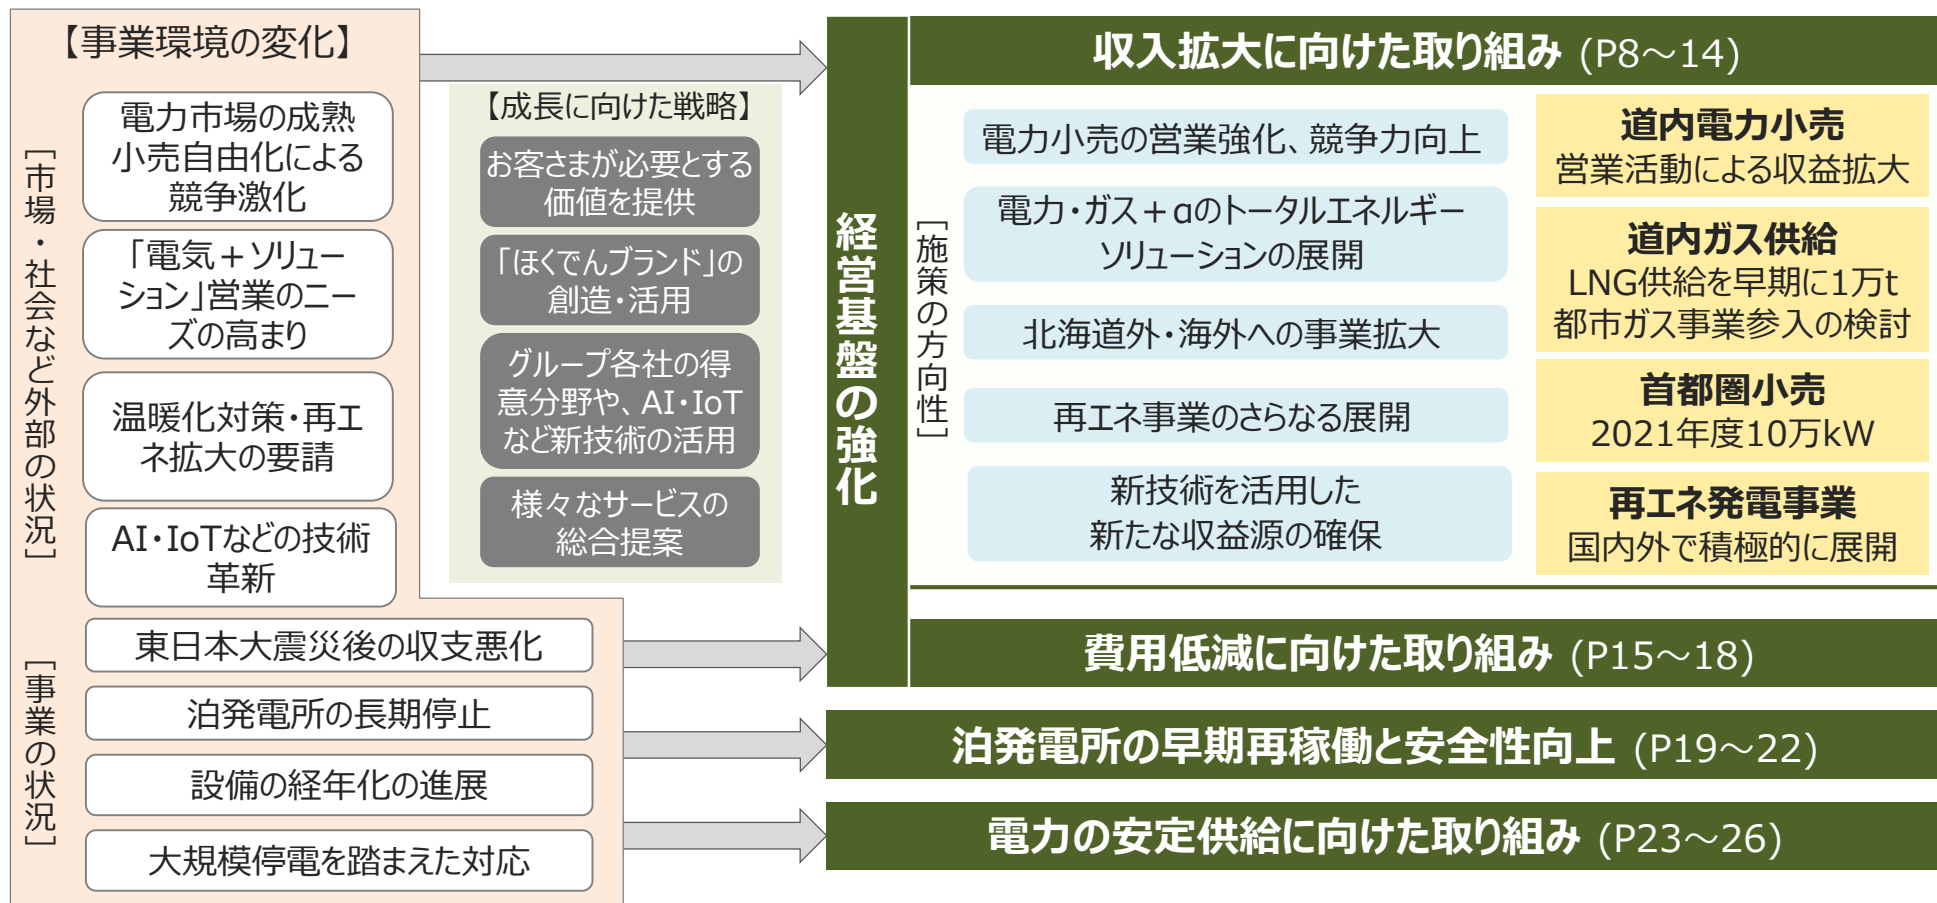 【事業環境の変化】
［市場・社会など外部の状況］
電力市場の成熟
小売自由化による
競争激化
「電気＋ソリュー
ション」営業のニー
ズの高まり
温暖化対策・再エ
ネ拡大の要請
AI・IoTなどの技術
革新
［事業の状況］
東日本大震災後の収支悪化
泊発電所の長期停止
設備の経年化の進展
大規模停電を踏まえた対応
【成長に向けた戦略】
お客さまが必要とする
価値を提供
「ほくでんブランド」の
創造・活用
グループ各社の得
意分野や、AI・IoT
など新技術の活用
様々なサービスの
総合提案
経営基盤の強化
収入拡大に向けた取り組み (P8～14)
［施策の方向性］
電力小売の営業強化、競争力向上
電力・ガス＋αのトータルエネルギー
ソリューションの展開
北海道外・海外への事業拡大
再エネ事業のさらなる展開
新技術を活用した
新たな収益源の確保
道内電力小売
営業活動による収益拡大
道内ガス供給
LNG供給を早期に1万t
都市ガス事業参入の検討
首都圏小売
2021年度10万kW
再エネ発電事業
国内外で積極的に展開
費用低減に向けた取り組み (P15～18)
泊発電所の早期再稼働と安全性向上 (P19～22)
電力の安定供給に向けた取り組み (P23～26)